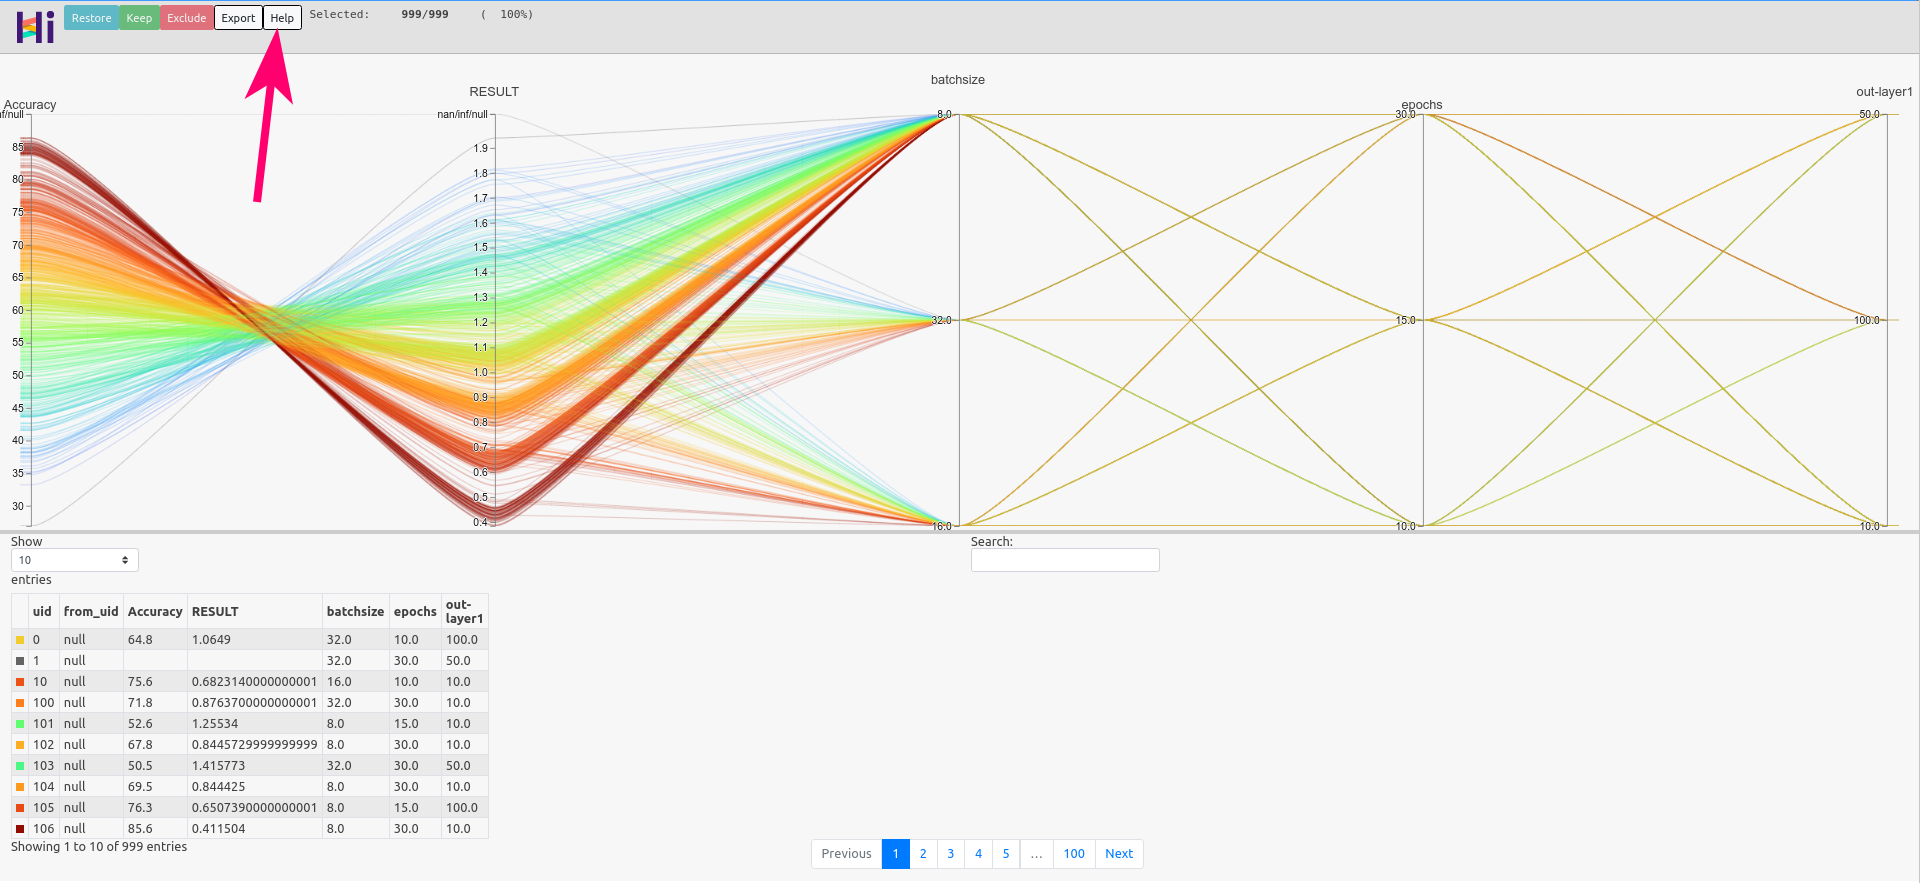 Hi Restore Keep Exclude Export Help Selected: 999/999 ( 100%)
batchsize
RESULT out-layer1
Accuracy epochs
nf/null nan/inf/null 8.0 30.0 50.0
85
80
75
70
65
60
55
50
45
40
35
30
1.9
1.8
1.7
1.6
1.5
1.4
1.3
1.2
1.1
1.0
0.9
0.8
0.7
0.6
0.5
0.4
32.0 15.0 100.0
16.0 10.0 10.0
Show Search:
10
entries
uid from_uid Accuracy RESULT batchsize epochs out-
layer1
0 null 64.8 1.0649 32.0 10.0 100.0
1 null 32.0 30.0 50.0
10 null 75.6 0.6823140000000001 16.0 10.0 10.0
100 null 71.8 0.8763700000000001 32.0 30.0 10.0
101 null 52.6 1.25534 8.0 15.0 10.0
102 null 67.8 0.8445729999999999 8.0 30.0 10.0
103 null 50.5 1.415773 32.0 30.0 50.0
104 null 69.5 0.844425 8.0 30.0 10.0
105 null 76.3 0.6507390000000001 8.0 15.0 100.0
106 null 85.6 0.411504 8.0 30.0 10.0
Showing 1 to 10 of 999 entries
Previous 1 2 3 4 5 … 100 Next